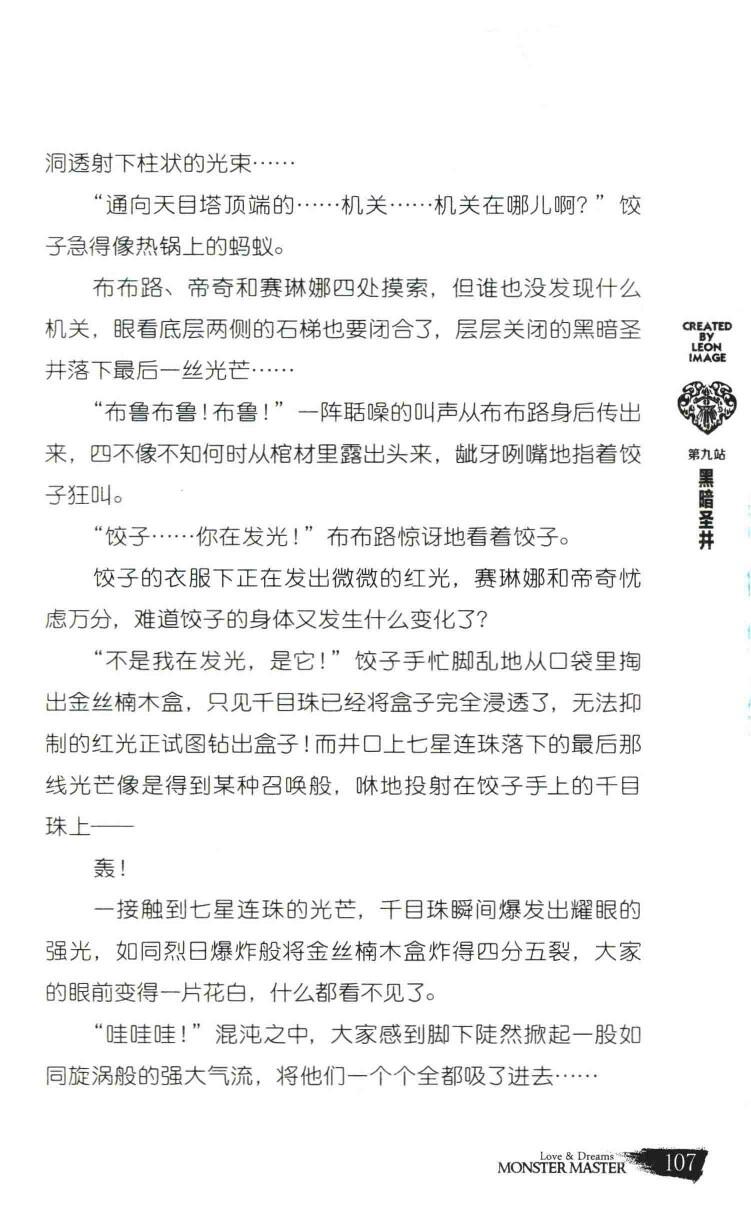 洞透射下柱状的光束……
“通向天目塔顶端的……机关……机关在哪儿啊？”饺
子急得像热锅上的蚂蚁。
布布路、帝奇和赛琳娜四处摸索，但谁也没发现什么
机关，眼看底层两侧的石梯也要闭合了，层层关闭的黑暗圣
井落下最后一丝光芒……
“布鲁布鲁！布鲁！”一阵聒噪的叫声从布布路身后传出
来，四不像不知何时从棺材里露出头来，龇牙咧嘴地指着饺
子狂叫。
“饺子……你在发光！”布布路惊讶地看着饺子。
饺子的衣服下正在发出微微的红光，赛琳娜和帝奇忧
虑万分，难道饺子的身体又发生什么变化了？
“不是我在发光，是它！”饺子手忙脚乱地从口袋里掏
出金丝楠木盒，只见千目珠已经将盒子完全浸透了，无法抑
制的红光正试图钻出盒子！而井口上七星连珠落下的最后那
线光芒像是得到某种召唤般，咻地投射在饺子手上的千目
珠上——
轰！
一接触到七星连珠的光芒，千目珠瞬间爆发出耀眼的
强光，如同烈日爆炸般将金丝楠木盒炸得四分五裂，大家
的眼前变得一片花白，什么都看不见了。
“哇哇哇！”混沌之中，大家感到脚下陡然掀起一股如
同旋涡般的强大气流，将他们一个个全都吸了进去……
CREATED
BY
LEON
IMAGE
第九站
黑暗圣井
Love & Dreams
MONSTER MASTER
107